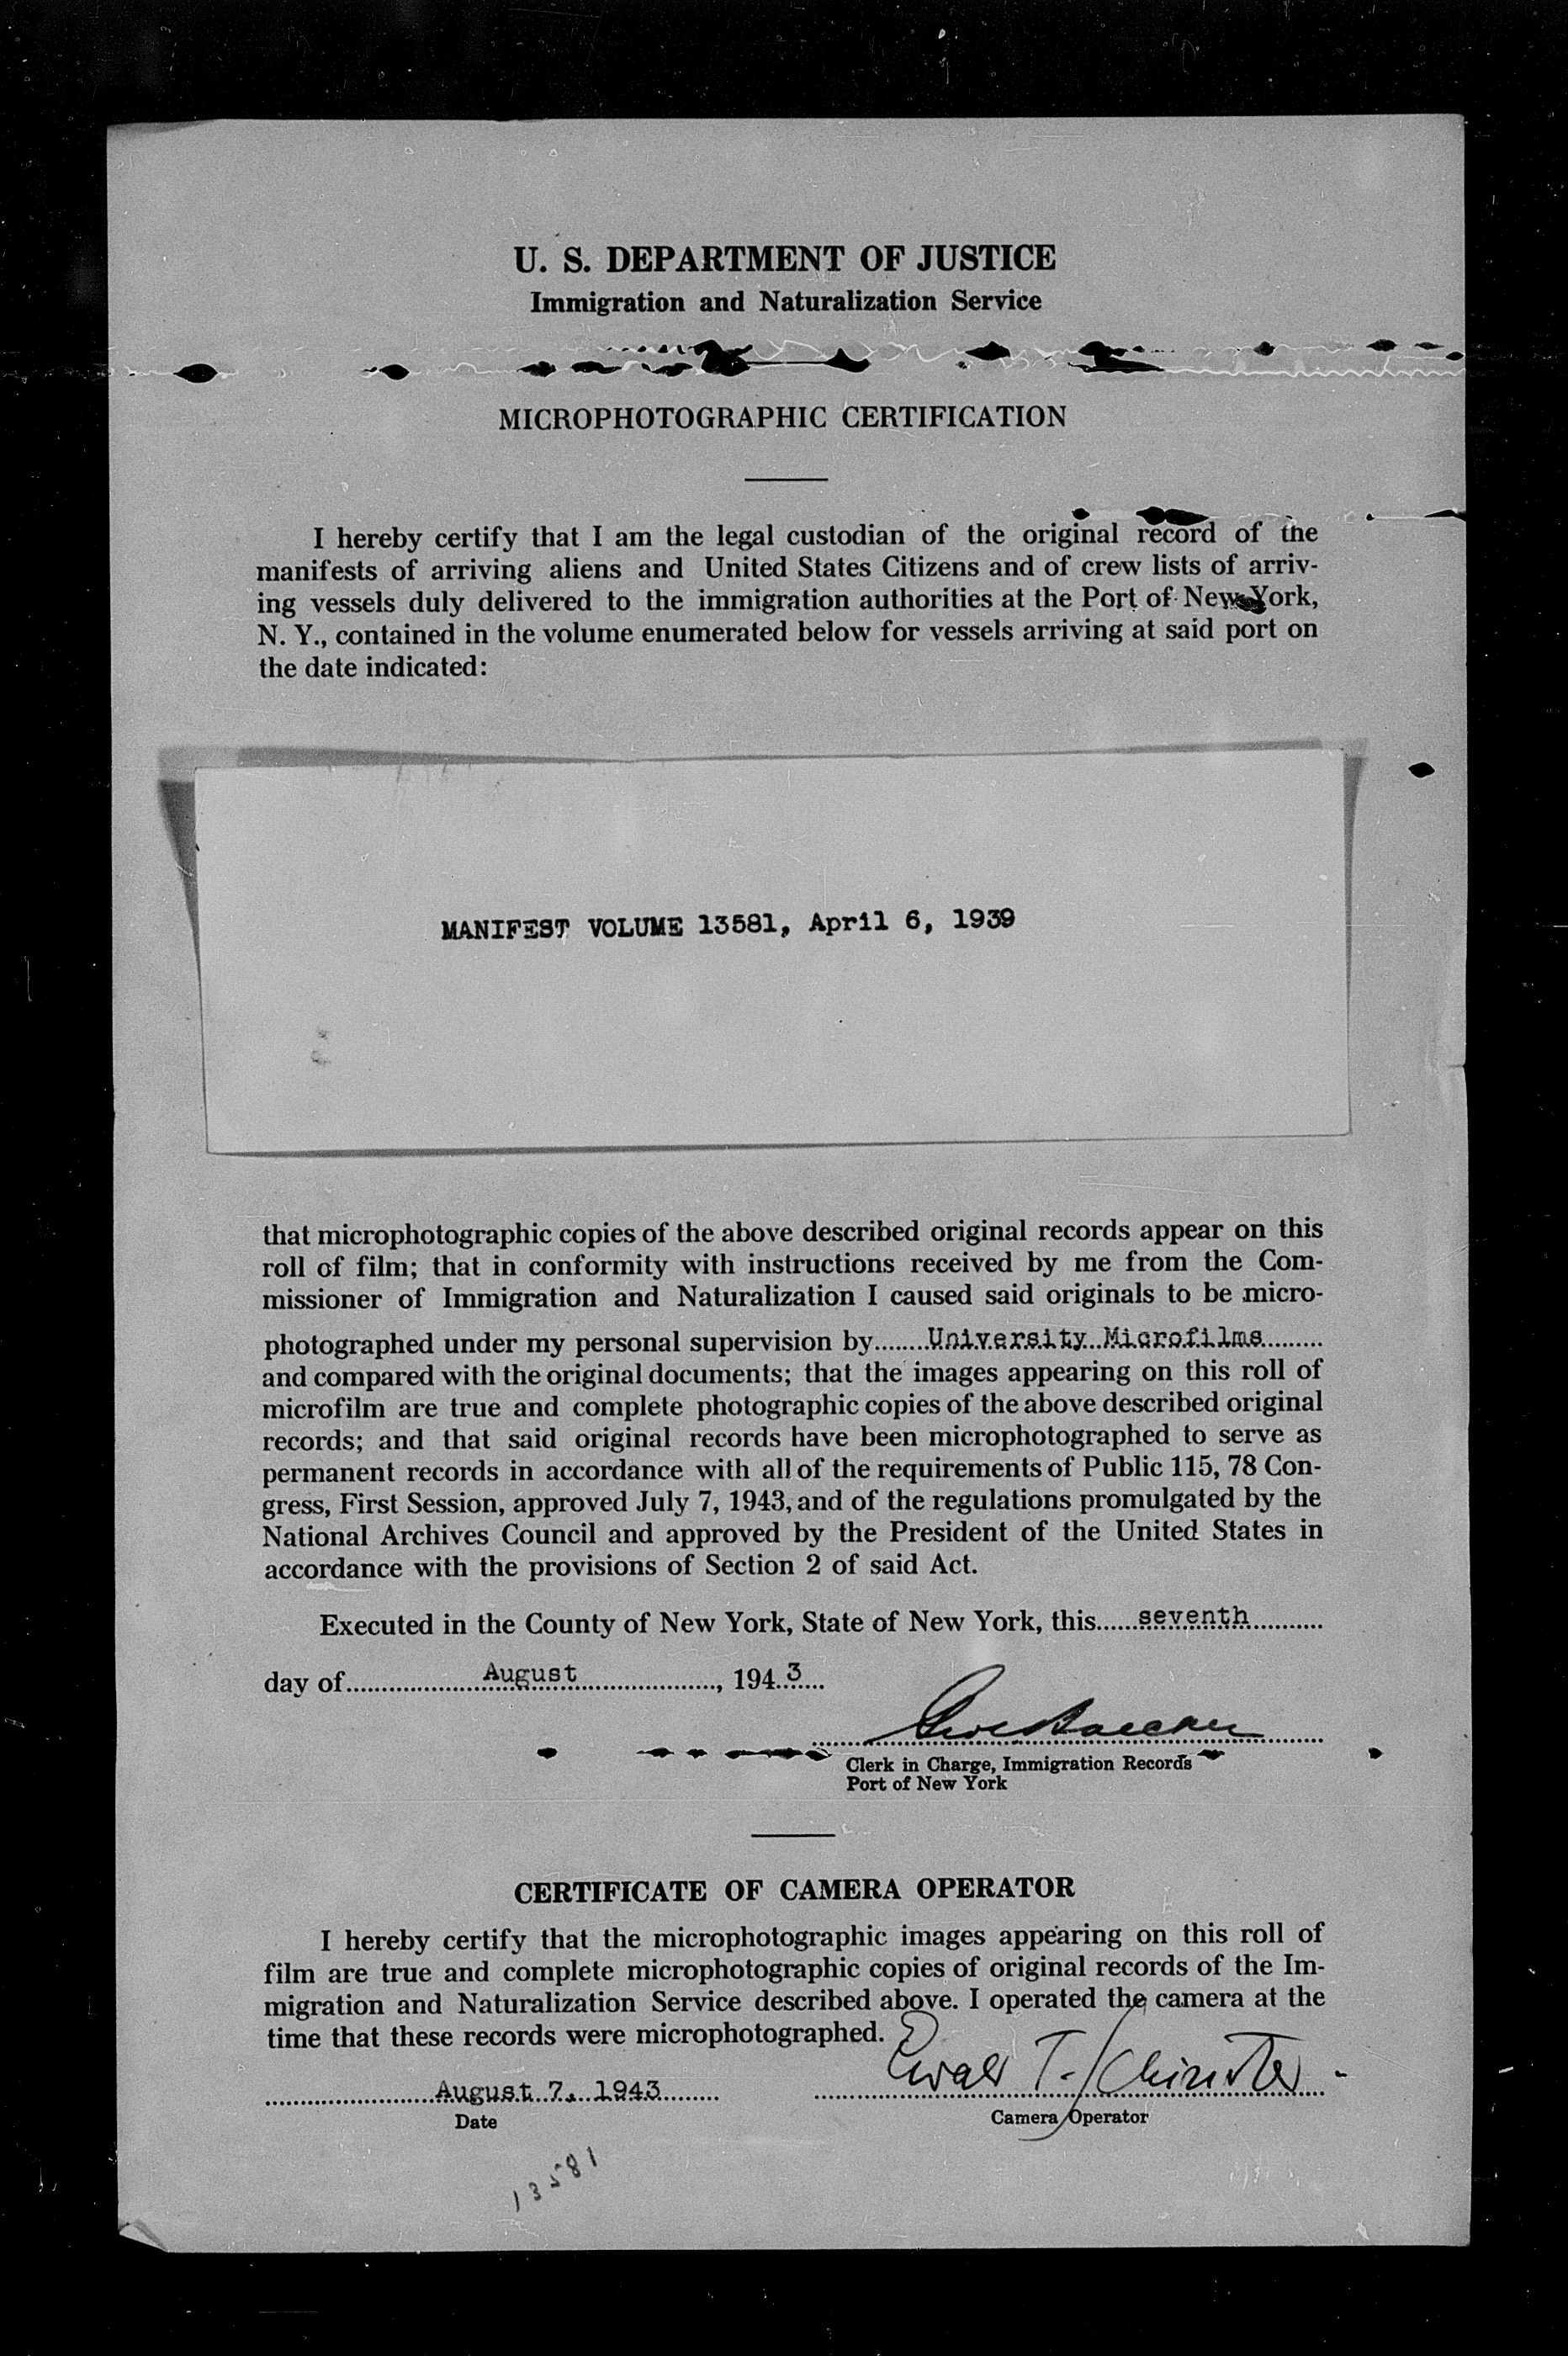 U. S. DEPARTMENT OF JUSTICE
Immigration and Naturalization Service
MICROPHOTOGRAPHIC CERTIFICATION
I hereby certify that I am the legal custodian of the original record of the
manifests of arriving aliens and United States Citizens and of crew lists of arriv-
ing vessels duly delivered to the immigration authorities at the Port of New York,
N. Y., contained in the volume enumerated below for vessels arriving at said port on
the date indicated:
MANIFEST VOLUME 13581, April 6, 1939
that microphotographic copies of the above described original records appear on this
roll of film; that in conformity with instructions received by me from the Com-
missioner of Immigration and Naturalization I caused said originals to be micro-
photographed under my personal supervision by........University Microfilms.........
and compared with the original documents; that the images appearing on this roll of
microfilm are true and complete photographic copies of the above described original
records; and that said original records have been microphotographed to serve as
permanent records in accordance with all of the requirements of Public 115, 78 Con-
gress, First Session, approved July 7, 1943, and of the regulations promulgated by the
National Archives Council and approved by the President of the United States in
accordance with the provisions of Section 2 of said Act.
Executed in the County of New York, State of New York, this......seventh............
day of....................August...................., 1943....
Clerk in Charge, Immigration Records
Port of New York
CERTIFICATE OF CAMERA OPERATOR
I hereby certify that the microphotographic images appearing on this roll of
film are true and complete microphotographic copies of original records of the Im-
migration and Naturalization Service described above. I operated the camera at the
time that these records were microphotographed.
August 7, 1943 Ewald T.
Date Camera Operator
13581